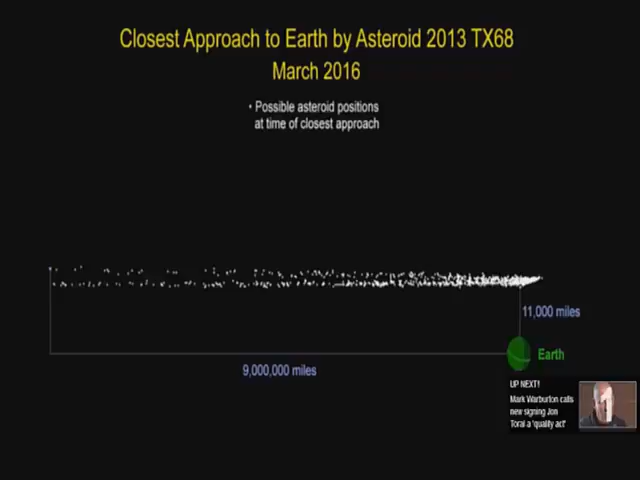 Closest Approach to Earth by Asteroid 2013 TX68
March 2016
• Possible asteroid positions
at time of closest approach
11,000 miles
Earth
9,000,000 miles
UP NEXT!
Mark Warburton calls
new signing Jon
Toral a 'quality act'